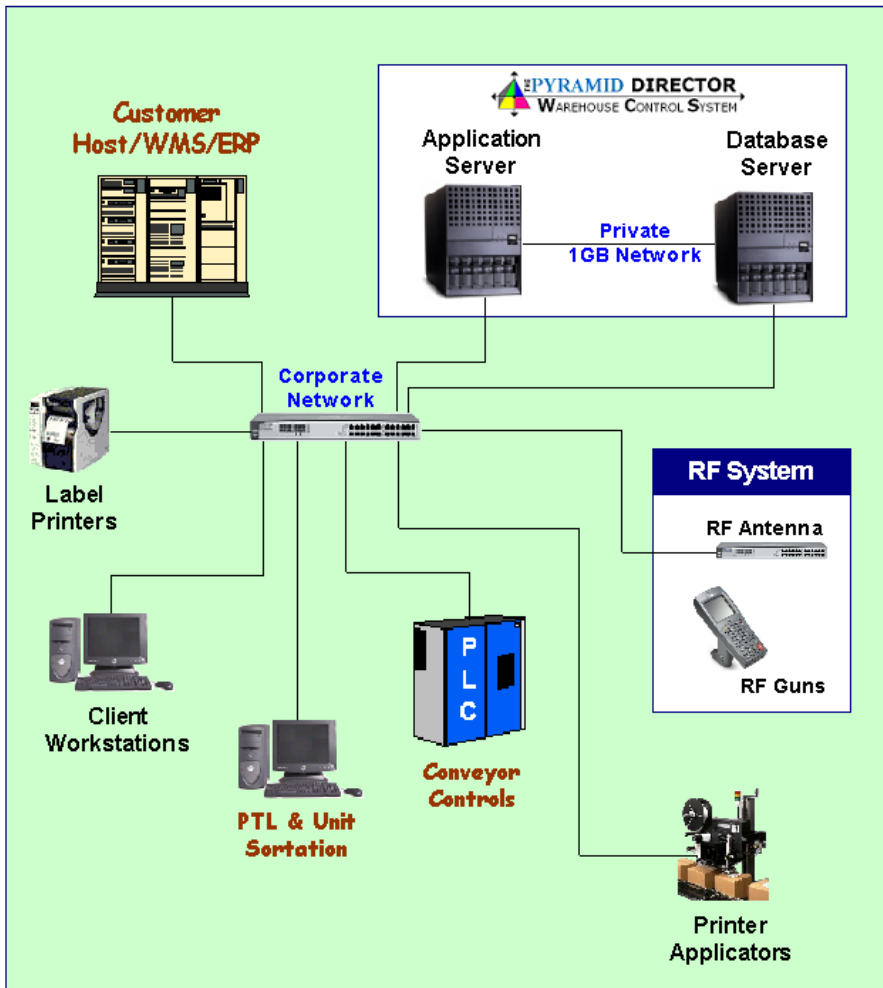 THE PYRAMID DIRECTOR
WAREHOUSE CONTROL SYSTEM
Customer
Host/WMS/ERP
Application
Server
Database
Server
Private
1GB Network
Corporate
Network
Label
Printers
RF System
RF Antenna
RF Guns
Client
Workstations
P
L
C
PTL & Unit
Sortation
Conveyor
Controls
Printer
Applicators